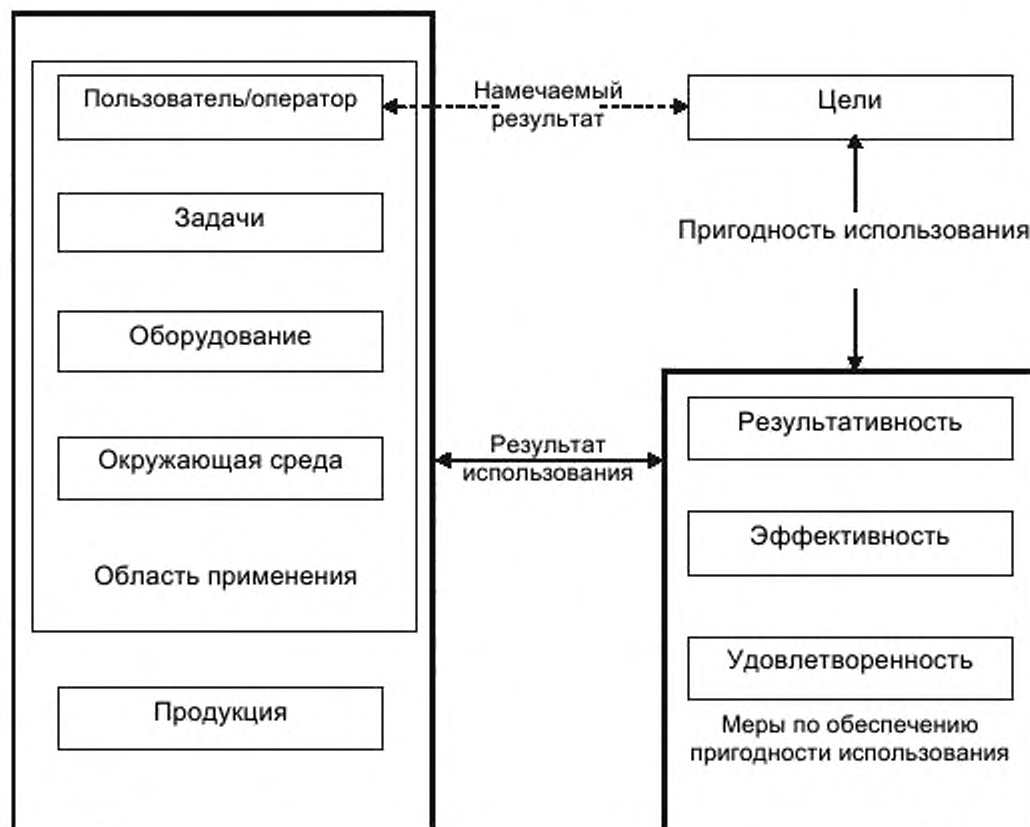 Пользователь/оператор
Намечаемый
результат
Цели
Задачи
Пригодность использования
Оборудование
Результативность
Окружающая среда
Результат
использования
Эффективность
Область применения
Удовлетворенность
Продукция
Меры по обеспечению
пригодности использования